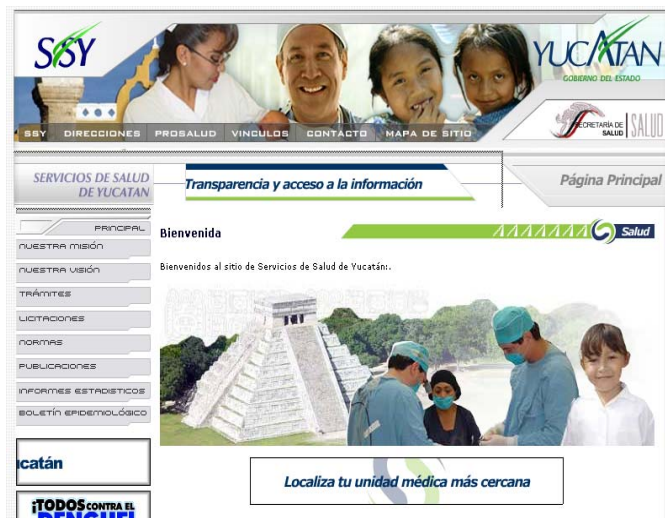 SSY
YUCATAN
GOBIERNO DEL ESTADO
SSY DIRECCIONES PROSALUD VINCULOS CONTACTO MAPA DE SITIO
SECRETARÍA DE SALUD SALUD
SERVICIOS DE SALUD
DE YUCATAN
Transparencia y acceso a la información
Página Principal
PRINCIPAL
NUESTRA MISIÓN
NUESTRA VISIÓN
TRÁMITES
LICITACIONES
NORMAS
PUBLICACIONES
INFORMES ESTADISTICOS
BOLETÍN EPIDEMIOLÓGICO
Bienvenida
Salud
Bienvenidos al sitio de Servicios de Salud de Yucatán:.
ucatán
Localiza tu unidad médica más cercana
¡TODOS CONTRA EL
DENGUE!